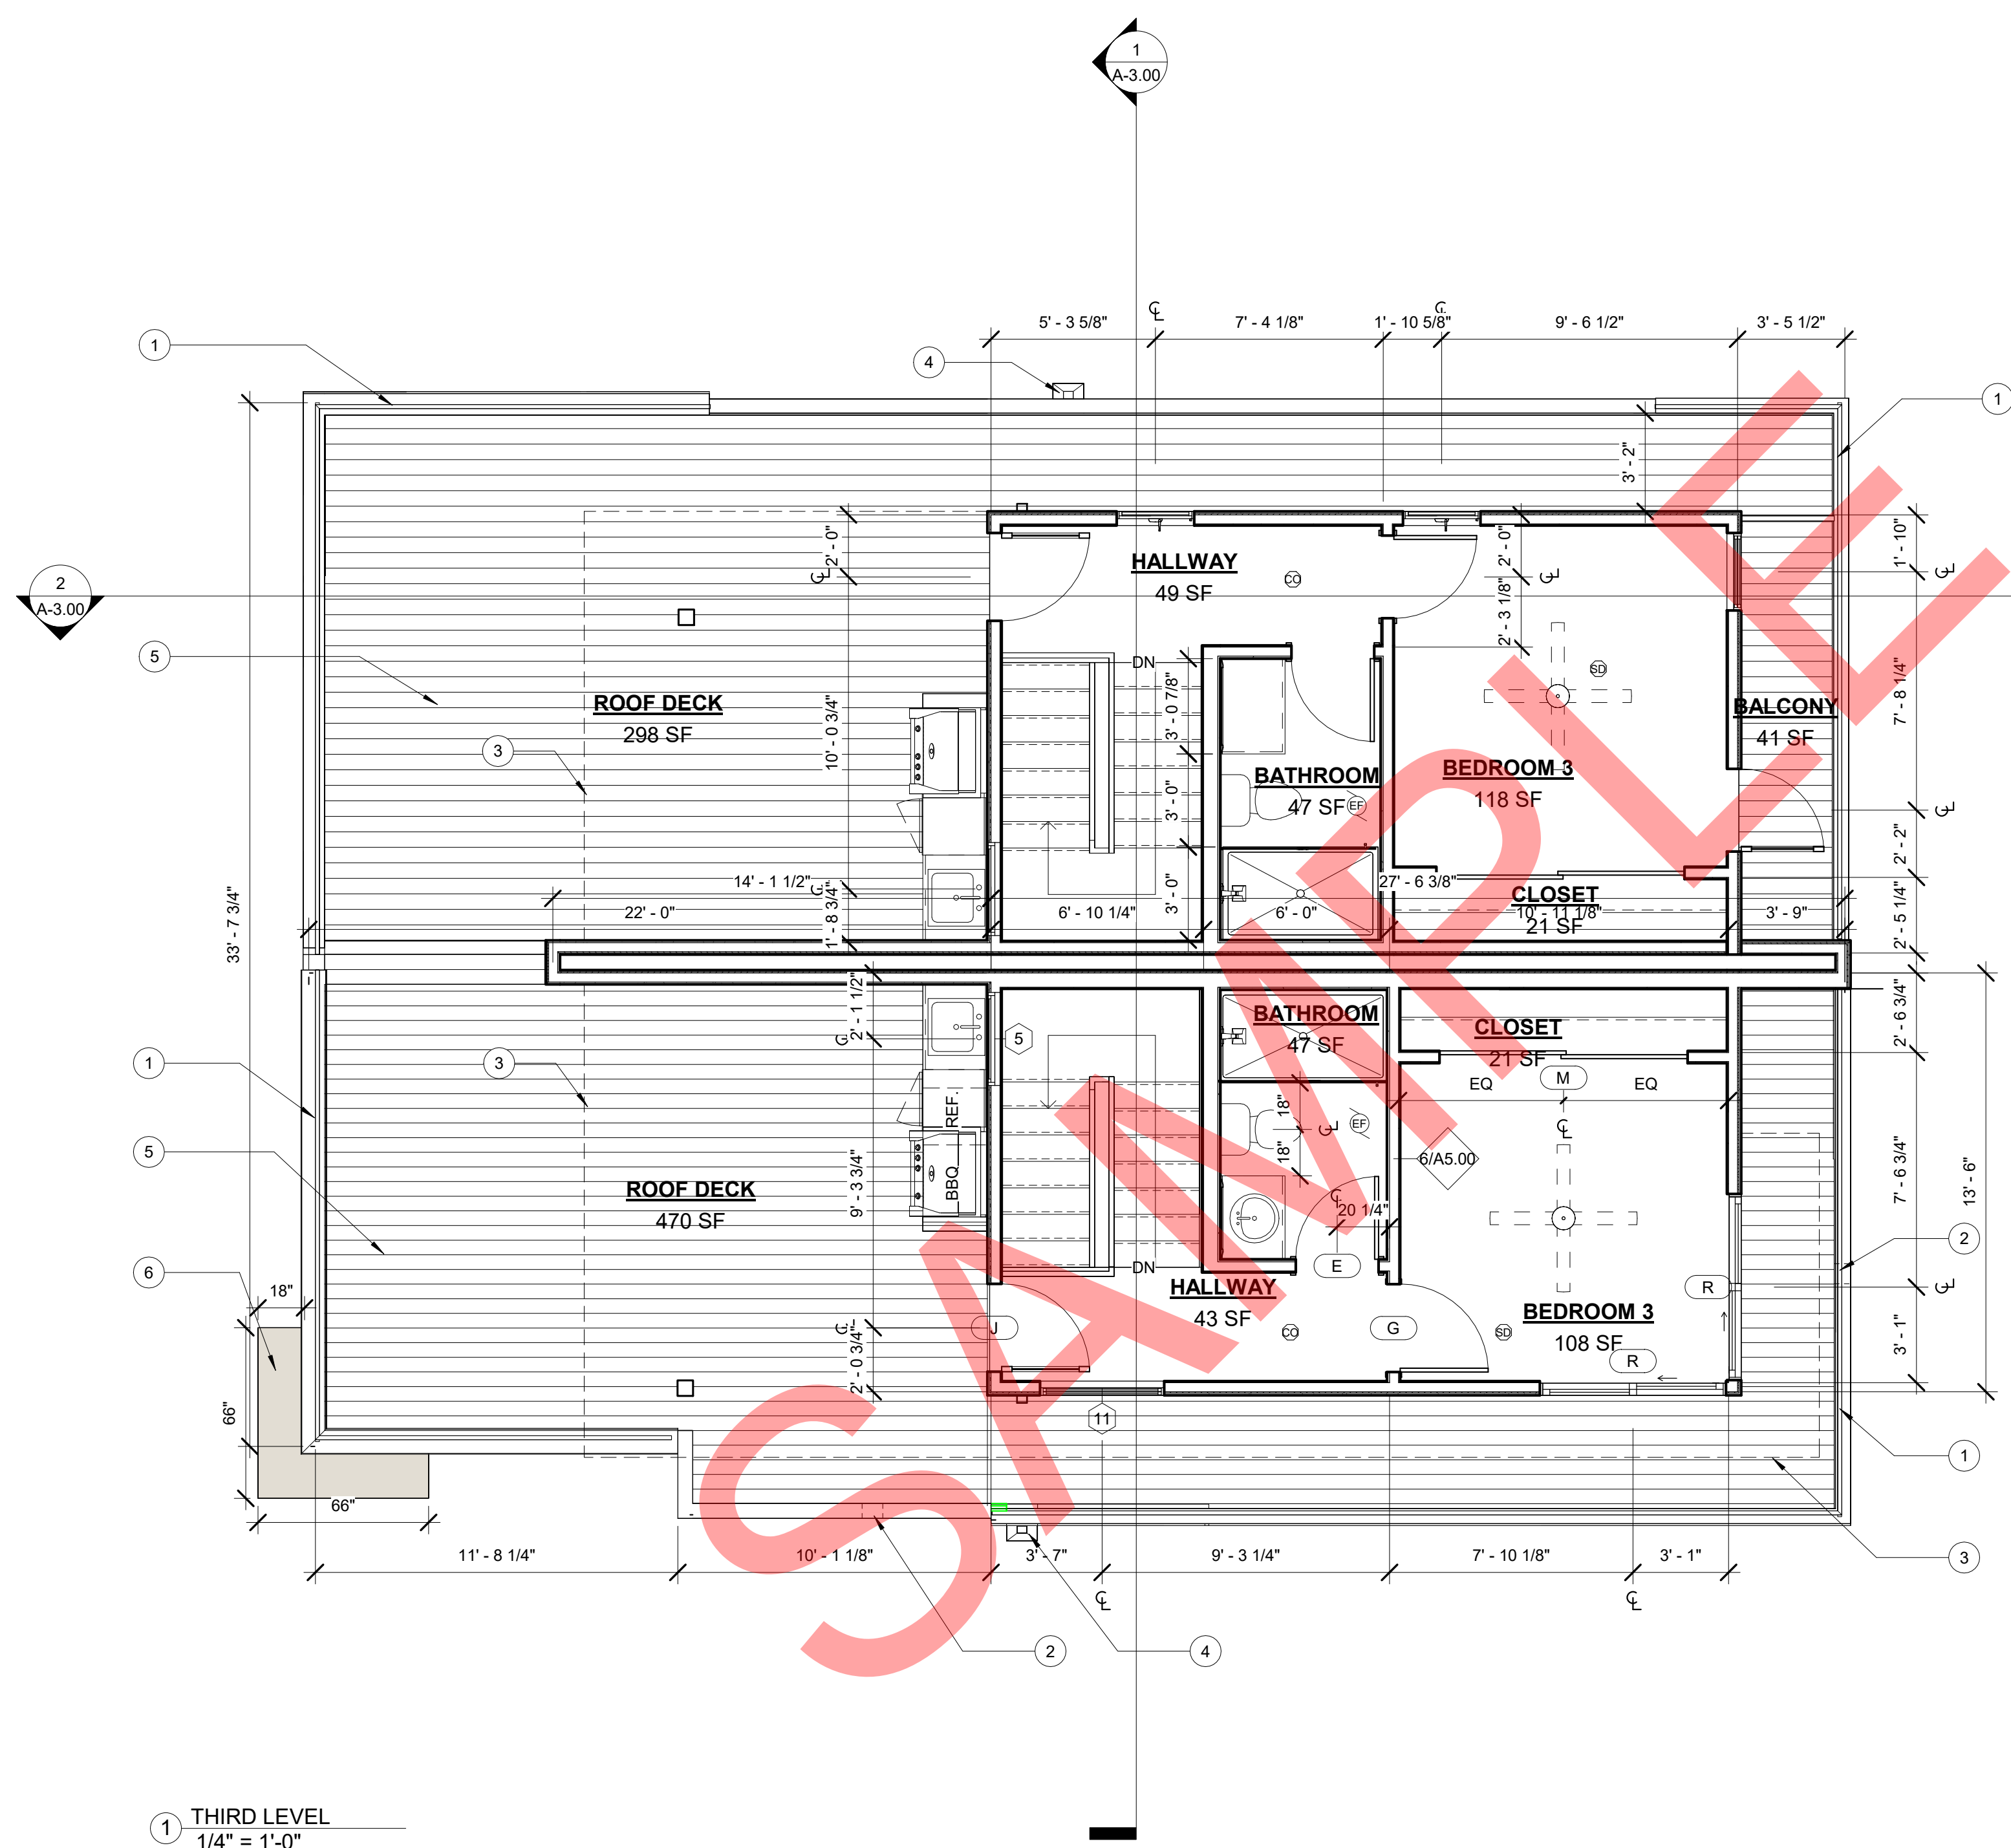 1
A-3.00
5' - 3 5/8"
7' - 4 1/8"
1' - 10 5/8"
9' - 6 1/2"
3' - 5 1/2"
1
4
1
3' - 2"
2' - 0"
2' - 0"
1' - 10"
HALLWAY
49 SF
CO
2
A-3.00
2' - 3 1/8"
5
DN
SD
ROOF DECK
298 SF
3
10' - 0 3/4"
3' - 0 7/8"
7' - 8 1/4"
BALCONY
41 SF
BATHROOM
47 SF
EF
BEDROOM 3
118 SF
3' - 0"
2' - 2"
14' - 1 1/2"
27' - 6 3/8"
3' - 0"
CLOSET
21 SF
22' - 0"
6' - 10 1/4"
6' - 0"
10' - 11 1/8"
3' - 9"
33' - 7 3/4"
1' - 8 3/4"
2' - 5 1/4"
2' - 1 1/2"
BATHROOM
47 SF
CLOSET
21 SF
2' - 6 3/4"
5
1
3
EQ
M
EQ
REF.
18"
EF
18"
5
BBQ
6/A5.00
7' - 6 3/4"
13' - 6"
ROOF DECK
470 SF
9' - 3 3/4"
20 1/4"
2
6
DN
E
18"
HALLWAY
43 SF
R
BEDROOM 3
108 SF
J
CO
G
SD
R
3' - 1"
2' - 0 3/4"
66"
11
1
66"
11' - 8 1/4"
10' - 1 1/8"
3' - 7"
9' - 3 1/4"
7' - 10 1/8"
3' - 1"
3
2
4
SAMPLE
1
THIRD LEVEL
1/4" = 1'-0"